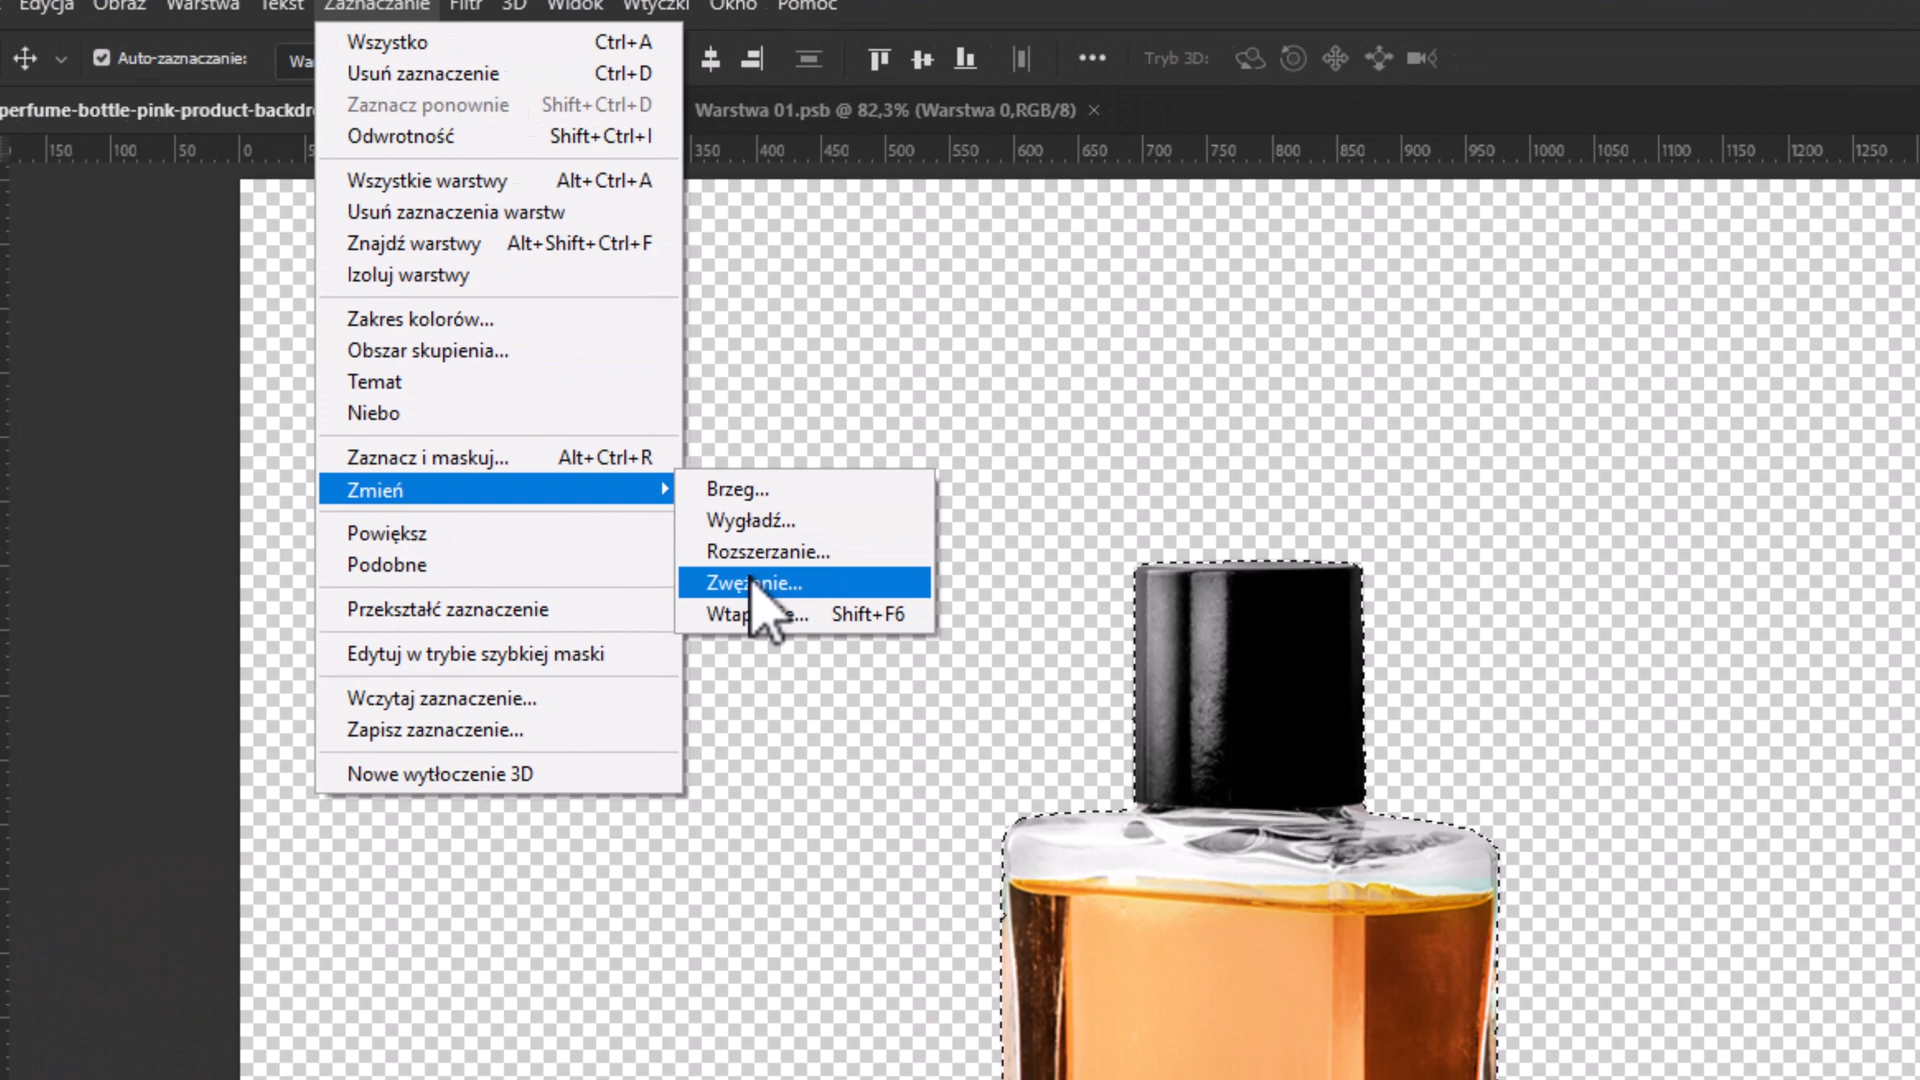 Edycja Obraz Warstwa Tekst Zaznaczanie Filtr 3D Widok Wtyczki Okno Pomoc
Auto-zaznaczanie:
Tryb 3D:
perfume-bottle-pink-product-backdr
Warstwa 01.psb @ 82,3% (Warstwa 0,RGB/8) ×
150 100 50 0 5 350 400 450 500 550 600 650 700 750 800 850 900 950 1000 1050 1100 1150 1200 1250
Wszystko Ctrl+A
Usuń zaznaczenie Ctrl+D
Zaznacz ponownie Shift+Ctrl+D
Odwrotność Shift+Ctrl+I
Wszystkie warstwy Alt+Ctrl+A
Usuń zaznaczenia warstw
Znajdź warstwy Alt+Shift+Ctrl+F
Izoluj warstwy
Zakres kolorów...
Obszar skupienia...
Temat
Niebo
Zaznacz i maskuj... Alt+Ctrl+R
Zmień
Powiększ
Podobne
Przekształć zaznaczenie
Edytuj w trybie szybkiej maski
Wczytaj zaznaczenie...
Zapisz zaznaczenie...
Nowe wytłoczenie 3D
Brzeg...
Wygładź...
Rozszerzanie...
Zwężanie...
Shift+F6